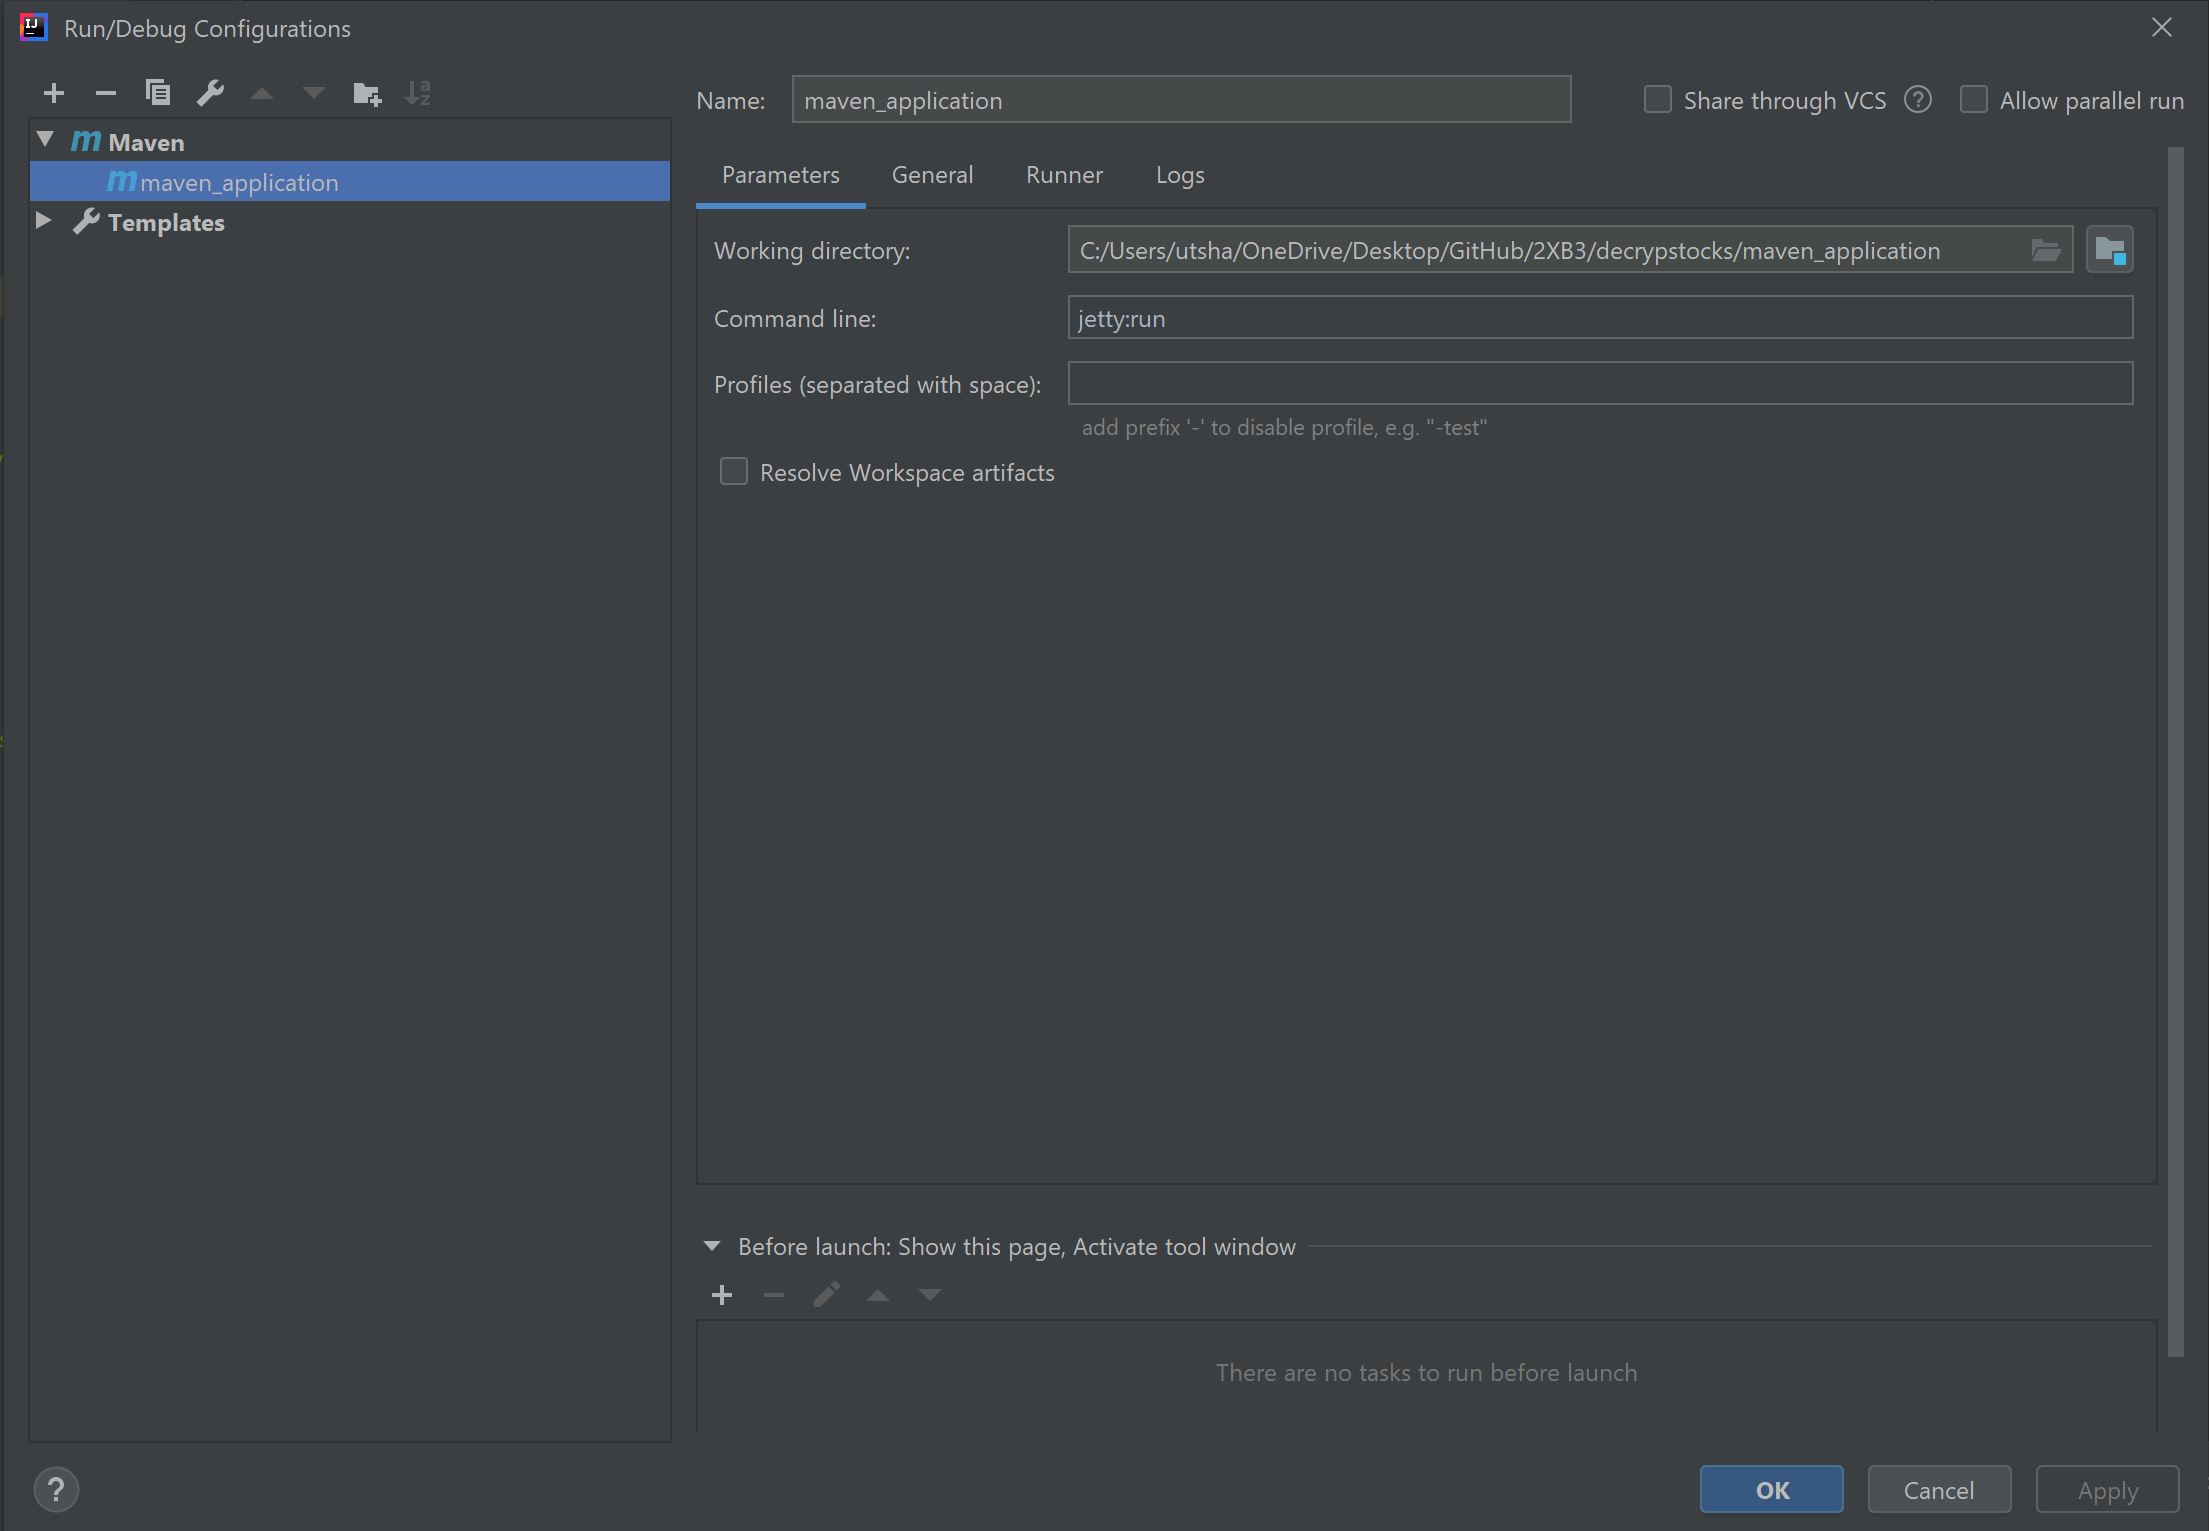 Run/Debug Configurations
Maven
maven_application
Templates
Name: maven_application
Share through VCS ? Allow parallel run
Parameters General Runner Logs
Working directory: C:/Users/utsha/OneDrive/Desktop/GitHub/2XB3/decrypstocks/maven_application
Command line: jetty:run
Profiles (separated with space):
add prefix '-' to disable profile, e.g. "-test"
Resolve Workspace artifacts
Before launch: Show this page, Activate tool window
There are no tasks to run before launch
? OK Cancel Apply